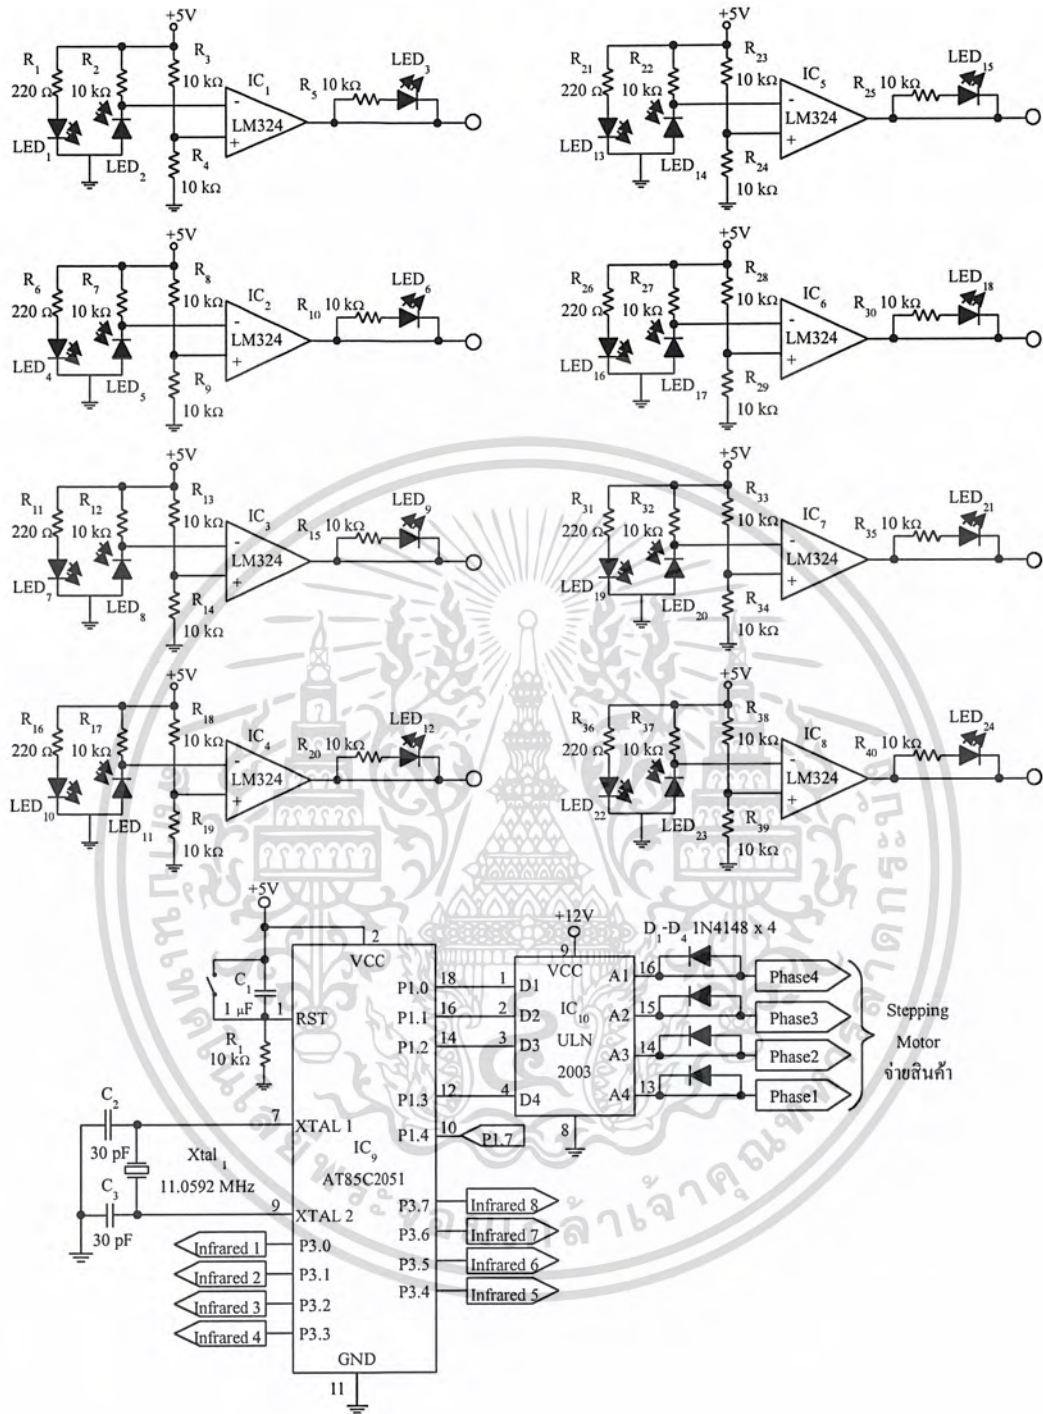 +5V
R1 220 Ω
R2 10 kΩ
R3 10 kΩ
IC1 LM324
- +
R5 10 kΩ
LED3
LED1
LED2
R4 10 kΩ
+5V
R21 220 Ω
R22 10 kΩ
R23 10 kΩ
IC5 LM324
- +
R25 10 kΩ
LED15
LED13
LED14
R24 10 kΩ
+5V
R6 220 Ω
R7 10 kΩ
R8 10 kΩ
IC2 LM324
- +
R10 10 kΩ
LED6
LED4
LED5
R9 10 kΩ
+5V
R26 220 Ω
R27 10 kΩ
R28 10 kΩ
IC6 LM324
- +
R30 10 kΩ
LED18
LED16
LED17
R29 10 kΩ
+5V
R11 220 Ω
R12 10 kΩ
R13 10 kΩ
IC3 LM324
- +
R15 10 kΩ
LED9
LED7
LED8
R14 10 kΩ
+5V
R31 220 Ω
R32 10 kΩ
R33 10 kΩ
IC7 LM324
- +
R35 10 kΩ
LED21
LED19
LED20
R34 10 kΩ
+5V
R16 220 Ω
R17 10 kΩ
R18 10 kΩ
IC4 LM324
- +
R20 10 kΩ
LED12
LED10
LED11
R19 10 kΩ
+5V
R36 220 Ω
R37 10 kΩ
R38 10 kΩ
IC8 LM324
- +
R40 10 kΩ
LED24
LED22
LED23
R39 10 kΩ
+5V
2
VCC
C1
1 µF
1
RST
R1
10 kΩ
C2
30 pF
7
XTAL 1
Xtal1
11.0592 MHz
C3
30 pF
9
XTAL 2
Infrared 1 P3.0
Infrared 2 P3.1
Infrared 3 P3.2
Infrared 4 P3.3
IC9
AT85C2051
GND
11
P1.0 18
P1.1 16
P1.2 14
P1.3 12
P1.4 10 P1.7
P3.7 Infrared 8
P3.6 Infrared 7
P3.5 Infrared 6
P3.4 Infrared 5
+12V
9
VCC
1 D1
2 D2
3 D3
4 D4
IC10
ULN
2003
8
D1-D4 1N4148 x 4
A1 16 Phase4
A2 15 Phase3
A3 14 Phase2
A4 13 Phase1
Stepping
Motor
จ่ายสินค้า